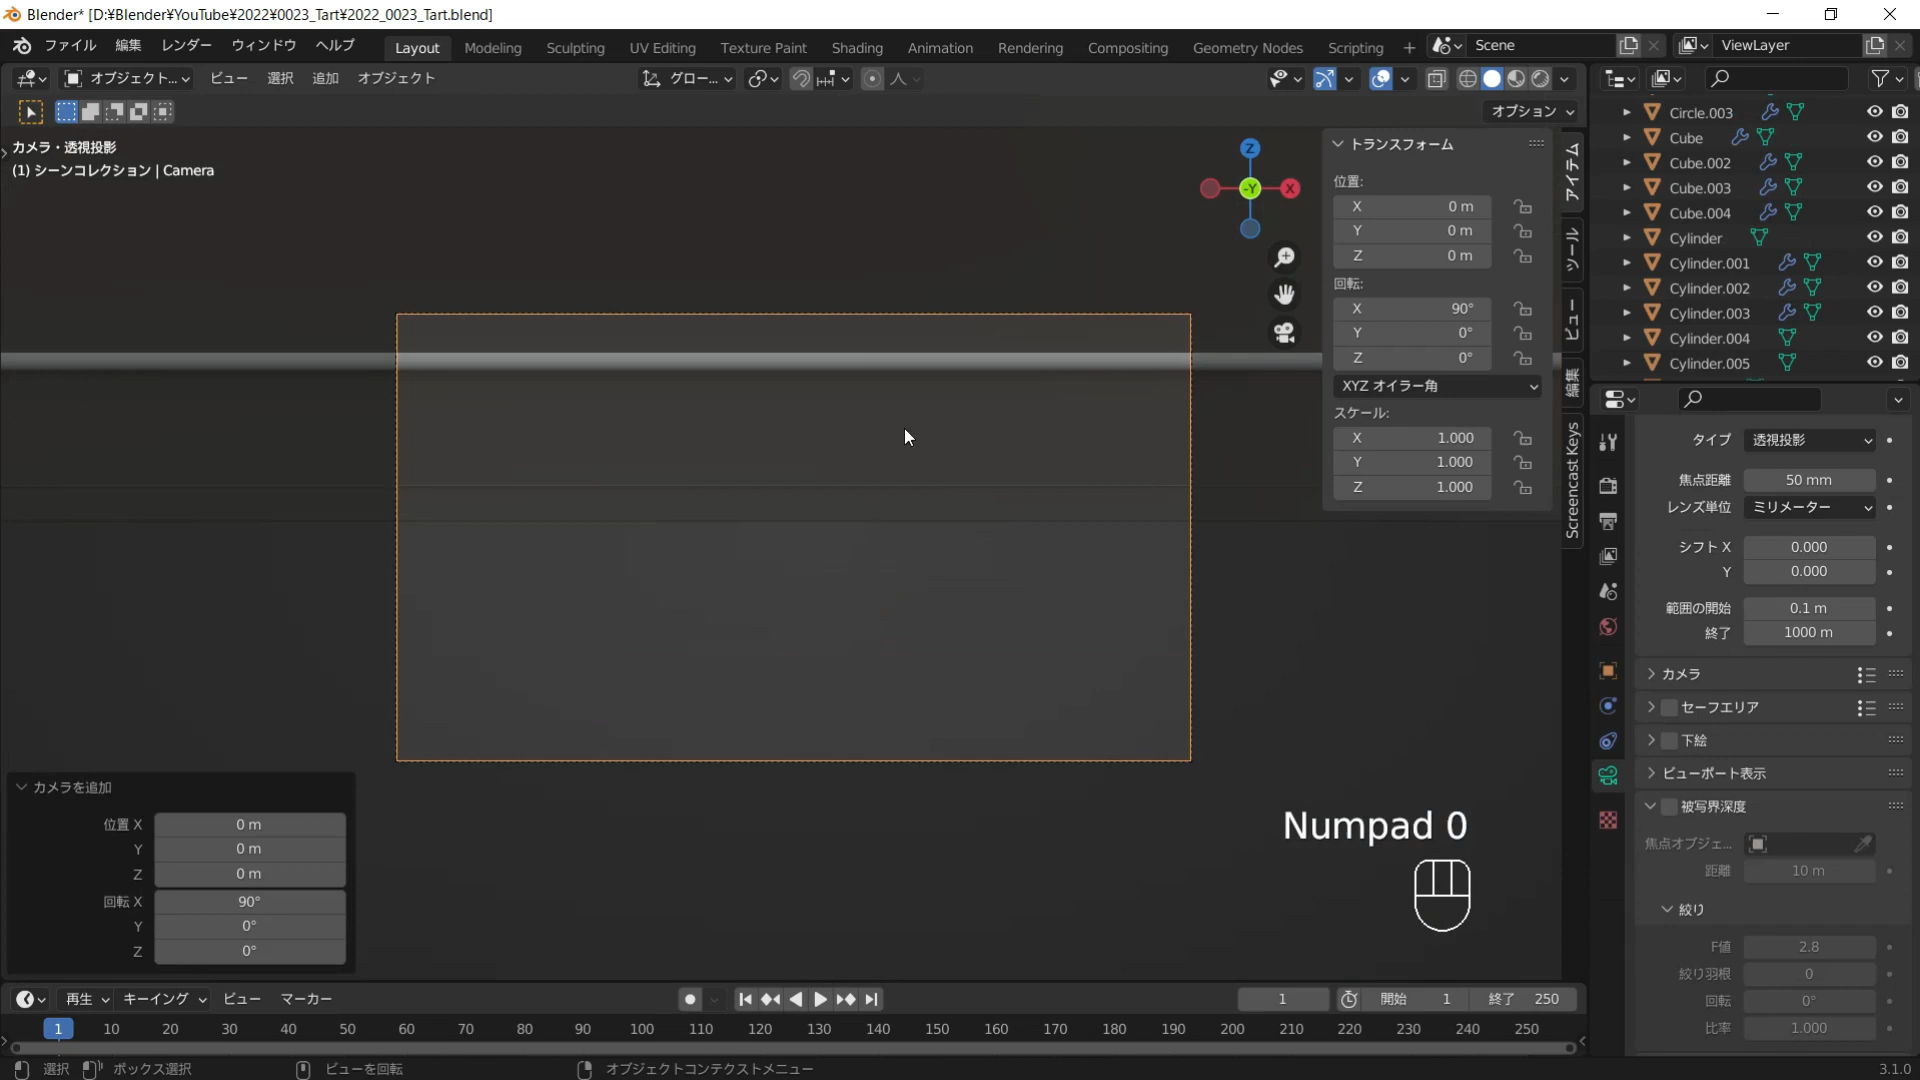 Blender* [D:¥Blender¥YouTube¥2022¥0023_Tart¥2022_0023_Tart.blend]
ファイル 編集 レンダー ウィンドウ ヘルプ Layout Modeling Sculpting UV Editing Texture Paint Shading Animation Rendering Compositing Geometry Nodes Scripting + Scene ViewLayer
オブジェクト... ビュー 選択 追加 オブジェクト グロー...
オプション
カメラ・透視投影
(1) シーンコレクション | Camera
Z
-Y
X
トランスフォーム
位置:
X 0 m
Y 0 m
Z 0 m
回転:
X 90°
Y 0°
Z 0°
XYZ オイラー角
スケール:
X 1.000
Y 1.000
Z 1.000
アイテム
ツール
ビュー
編集
Screencast Keys
Circle.003
Cube
Cube.002
Cube.003
Cube.004
Cylinder
Cylinder.001
Cylinder.002
Cylinder.003
Cylinder.004
Cylinder.005
タイプ 透視投影
焦点距離 50 mm
レンズ単位 ミリメーター
シフト X 0.000
Y 0.000
範囲の開始 0.1 m
終了 1000 m
カメラ
セーフエリア
下絵
ビューポート表示
被写界深度
焦点オブジェ...
距離 10 m
絞り
F値 2.8
絞り羽根 0
回転 0°
比率 1.000
カメラを追加
位置 X 0 m
Y 0 m
Z 0 m
回転 X 90°
Y 0°
Z 0°
Numpad 0
再生 キーイング ビュー マーカー 1 開始 1 終了 250
1 10 20 30 40 50 60 70 80 90 100 110 120 130 140 150 160 170 180 190 200 210 220 230 240 250
選択 ボックス選択 ビューを回転 オブジェクトコンテクストメニュー 3.1.0